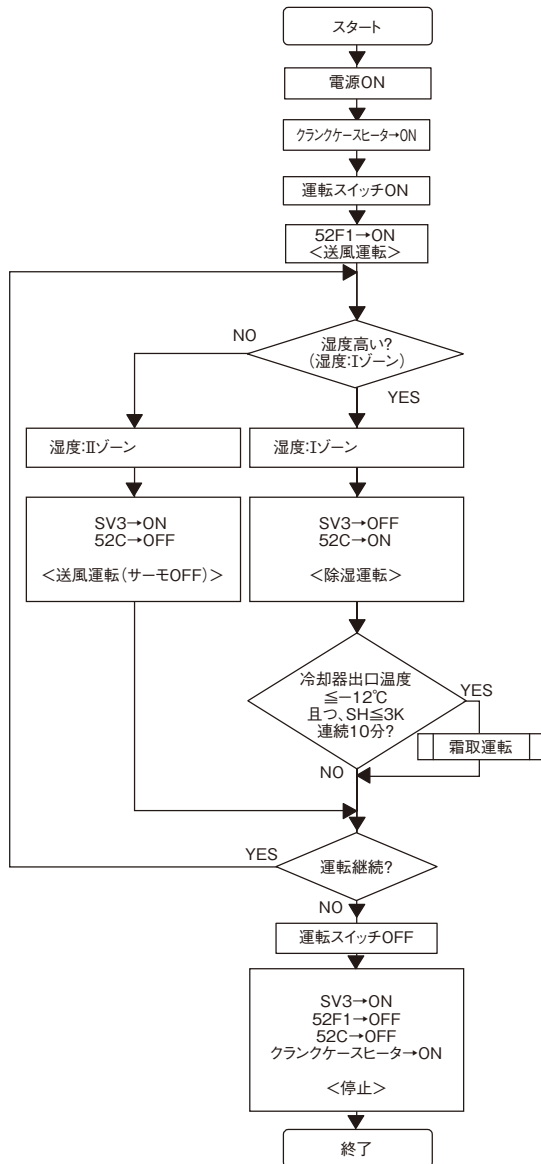 スタート
電源ON
クランクケースヒータ→ON
運転スイッチON
52F1→ON
<送風運転>
湿度高い?
(湿度:Iゾーン)
NO
YES
湿度:IIゾーン
湿度:Iゾーン
SV3→ON
52C→OFF
<送風運転(サーモOFF)>
SV3→OFF
52C→ON
<除湿運転>
冷却器出口温度
≦−12℃
且つ、SH≦3K
連続10分?
YES
霜取運転
NO
運転継続?
YES
NO
運転スイッチOFF
SV3→ON
52F1→OFF
52C→OFF
クランクケースヒータ→ON
<停止>
終了